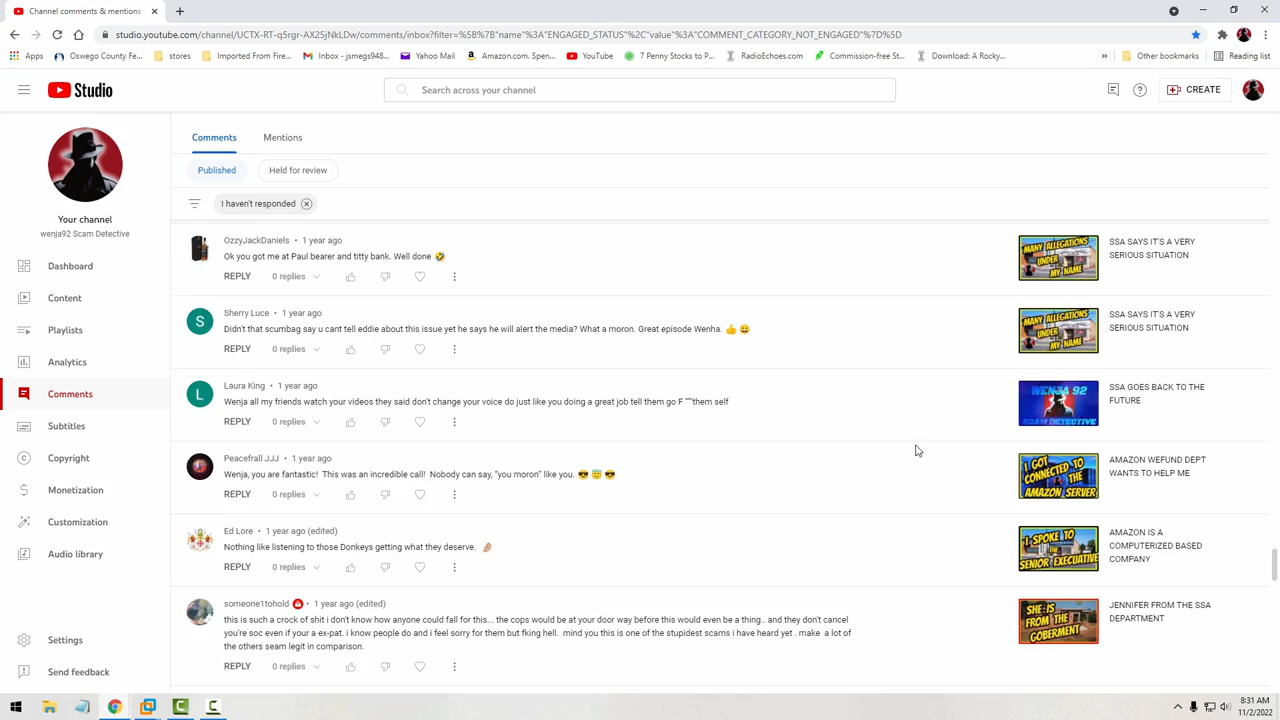 Channel comments & mentions
studio.youtube.com/channel/UCTX-RT-q5rgr-AX25jNkLDw/comments/inbox?filter=%5B%7B"name"%3A"ENGAGED_STATUS"%2C"value"%3A"COMMENT_CATEGORY_NOT_ENGAGED"%7D%5D
Apps Oswego County Fe... stores Imported From Fire... Inbox - jsmegs948... Yahoo Mail Amazon.com. Spen... YouTube 7 Penny Stocks to P... RadioEchoes.com Commission-free St... Download: A Rocky... » Other bookmarks Reading list
Studio
Search across your channel
CREATE
Your channel
wenja92 Scam Detective
Dashboard
Content
Playlists
Analytics
Comments
Subtitles
Copyright
Monetization
Customization
Audio library
Settings
Send feedback
Comments Mentions
Published Held for review
I haven't responded
OzzyJackDaniels • 1 year ago
Ok you got me at Paul bearer and titty bank. Well done 🤣
REPLY 0 replies
MANY ALLEGATIONS
UNDER
MY NAME
SSA SAYS IT'S A VERY
SERIOUS SITUATION
S
Sherry Luce • 1 year ago
Didn't that scumbag say u cant tell eddie about this issue yet he says he will alert the media? What a moron. Great episode Wenha. 👍 😀
REPLY 0 replies
MANY ALLEGATIONS
UNDER
MY NAME
SSA SAYS IT'S A VERY
SERIOUS SITUATION
L
Laura King • 1 year ago
Wenja all my friends watch your videos they said don't change your voice do just like you doing a great job tell them go F """them self
REPLY 0 replies
WENJA 92
SCAM DETECTIVE
SSA GOES BACK TO THE
FUTURE
Peacefrall JJJ • 1 year ago
Wenja, you are fantastic! This was an incredible call! Nobody can say, "you moron" like you. 😎 😇 😎
REPLY 0 replies
I GOT
CONNECTED
TO THE
AMAZON SERVER
AMAZON WEFUND DEPT
WANTS TO HELP ME
Ed Lore • 1 year ago (edited)
Nothing like listening to those Donkeys getting what they deserve. 🤌🏼
REPLY 0 replies
I SPOKE TO
THE
SENIOR EXECUATIVE
AMAZON IS A
COMPUTERIZED BASED
COMPANY
someone1tohold • 1 year ago (edited)
this is such a crock of shit i don't know how anyone could fall for this... the cops would be at your door way before this would even be a thing.. and they don't cancel
you're soc even if your a ex-pat. i know people do and i feel sorry for them but fking hell. mind you this is one of the stupidest scams i have heard yet . make a lot of
the others seam legit in comparison.
REPLY 0 replies
SHE IS
FROM THE
GOBERMENT
JENNIFER FROM THE SSA
DEPARTMENT
8:31 AM
11/2/2022